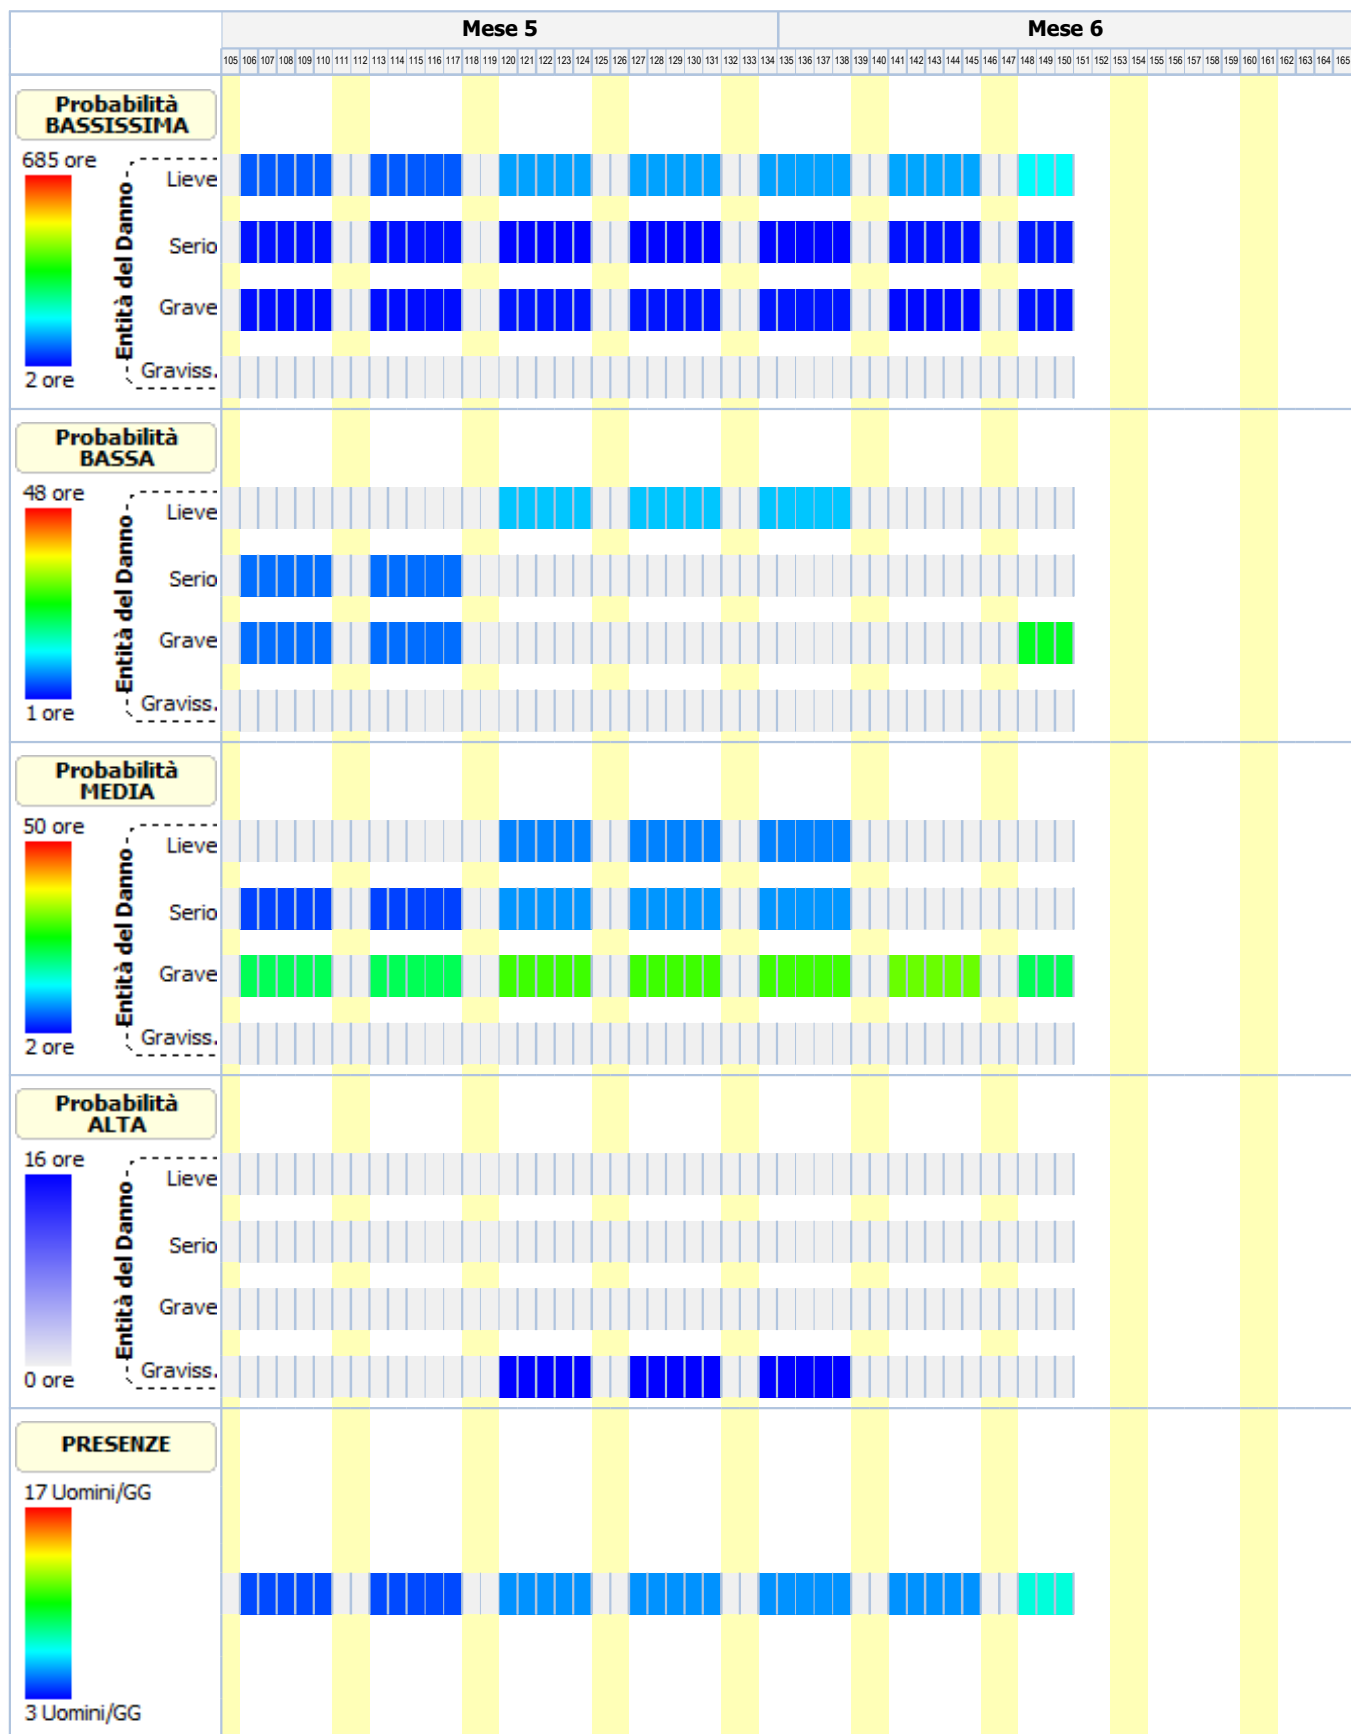 Mese 5 Mese 6
105 106 107 108 109 110 111 112 113 114 115 116 117 118 119 120 121 122 123 124 125 126 127 128 129 130 131 132 133 134 135 136 137 138 139 140 141 142 143 144 145 146 147 148 149 150 151 152 153 154 155 156 157 158 159 160 161 162 163 164 165
Probabilità
BASSISSIMA
685 ore
Entità del Danno
Lieve
Serio
Grave
Graviss.
2 ore
Probabilità
BASSA
48 ore
Entità del Danno
Lieve
Serio
Grave
Graviss.
1 ore
Probabilità
MEDIA
50 ore
Entità del Danno
Lieve
Serio
Grave
Graviss.
2 ore
Probabilità
ALTA
16 ore
Entità del Danno
Lieve
Serio
Grave
Graviss.
0 ore
PRESENZE
17 Uomini/GG
3 Uomini/GG